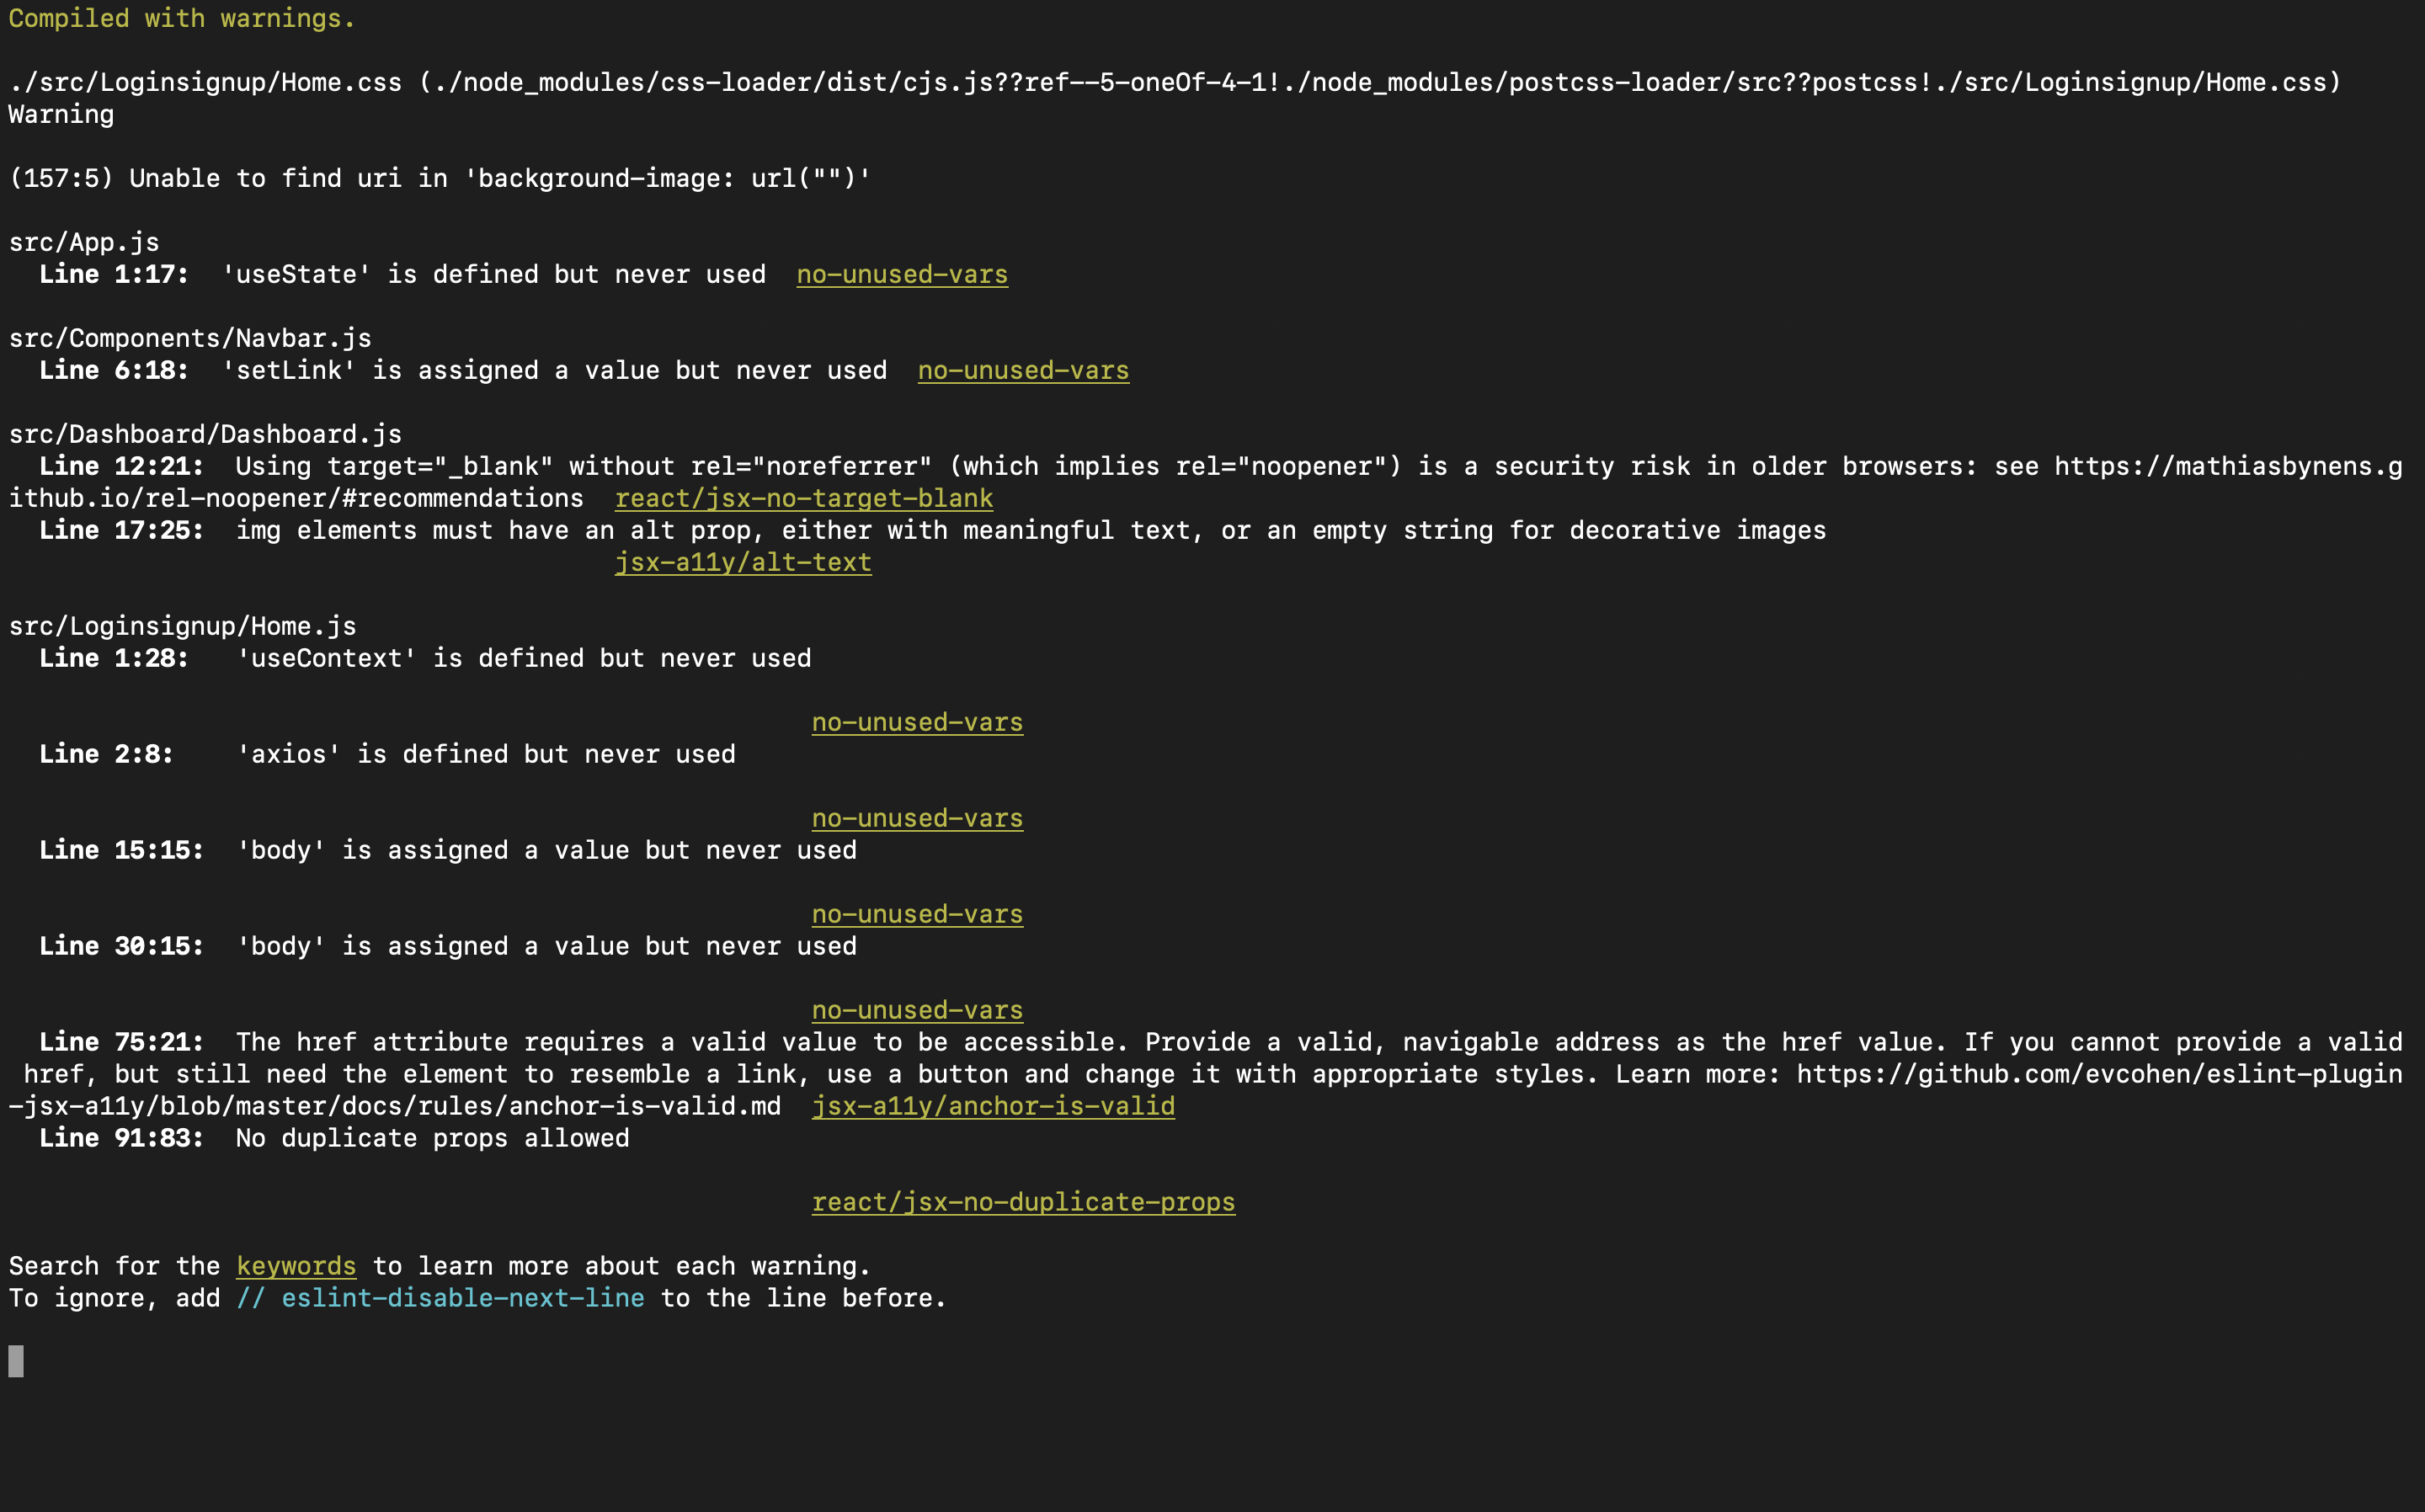 Compiled with warnings.
./src/Loginsignup/Home.css (./node_modules/css-loader/dist/cjs.js??ref--5-oneOf-4-1!./node_modules/postcss-loader/src??postcss!./src/Loginsignup/Home.css)
Warning
(157:5) Unable to find uri in 'background-image: url("")'
src/App.js
Line 1:17:  'useState' is defined but never used  no-unused-vars
src/Components/Navbar.js
Line 6:18:  'setLink' is assigned a value but never used  no-unused-vars
src/Dashboard/Dashboard.js
Line 12:21:  Using target="_blank" without rel="noreferrer" (which implies rel="noopener") is a security risk in older browsers: see https://mathiasbynens.g
ithub.io/rel-noopener/#recommendations  react/jsx-no-target-blank
Line 17:25:  img elements must have an alt prop, either with meaningful text, or an empty string for decorative images
jsx-a11y/alt-text
src/Loginsignup/Home.js
Line 1:28:   'useContext' is defined but never used
no-unused-vars
Line 2:8:    'axios' is defined but never used
no-unused-vars
Line 15:15:  'body' is assigned a value but never used
no-unused-vars
Line 30:15:  'body' is assigned a value but never used
no-unused-vars
Line 75:21:  The href attribute requires a valid value to be accessible. Provide a valid, navigable address as the href value. If you cannot provide a valid
href, but still need the element to resemble a link, use a button and change it with appropriate styles. Learn more: https://github.com/evcohen/eslint-plugin
-jsx-a11y/blob/master/docs/rules/anchor-is-valid.md  jsx-a11y/anchor-is-valid
Line 91:83:  No duplicate props allowed
react/jsx-no-duplicate-props
Search for the keywords to learn more about each warning.
To ignore, add // eslint-disable-next-line to the line before.